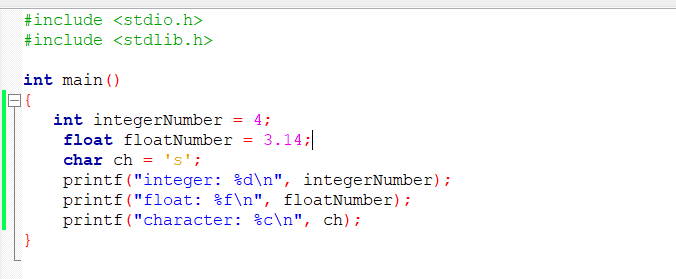 #include <stdio.h>
#include <stdlib.h>

int main()
{
   int integerNumber = 4;
    float floatNumber = 3.14;
    char ch = 's';
    printf("integer: %d\n", integerNumber);
    printf("float: %f\n", floatNumber);
    printf("character: %c\n", ch);
}